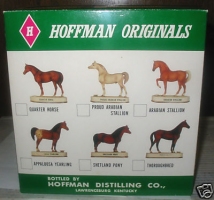 H HOFFMAN ORIGINALS
QUARTER HORSE
PROUD ARABIAN
STALLION
ARABIAN STALLION
APPALOOSA YEARLING
SHETLAND PONY
THOROUGHBRED
BOTTLED BY
HOFFMAN DISTILLING CO.,
LAWRENCEBURG, KENTUCKY